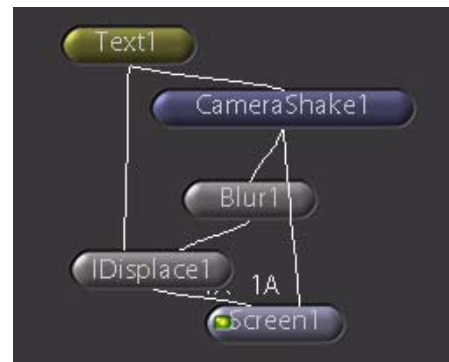 Text1
CameraShake1
Blur1
IDisplace1
1A
Screen1